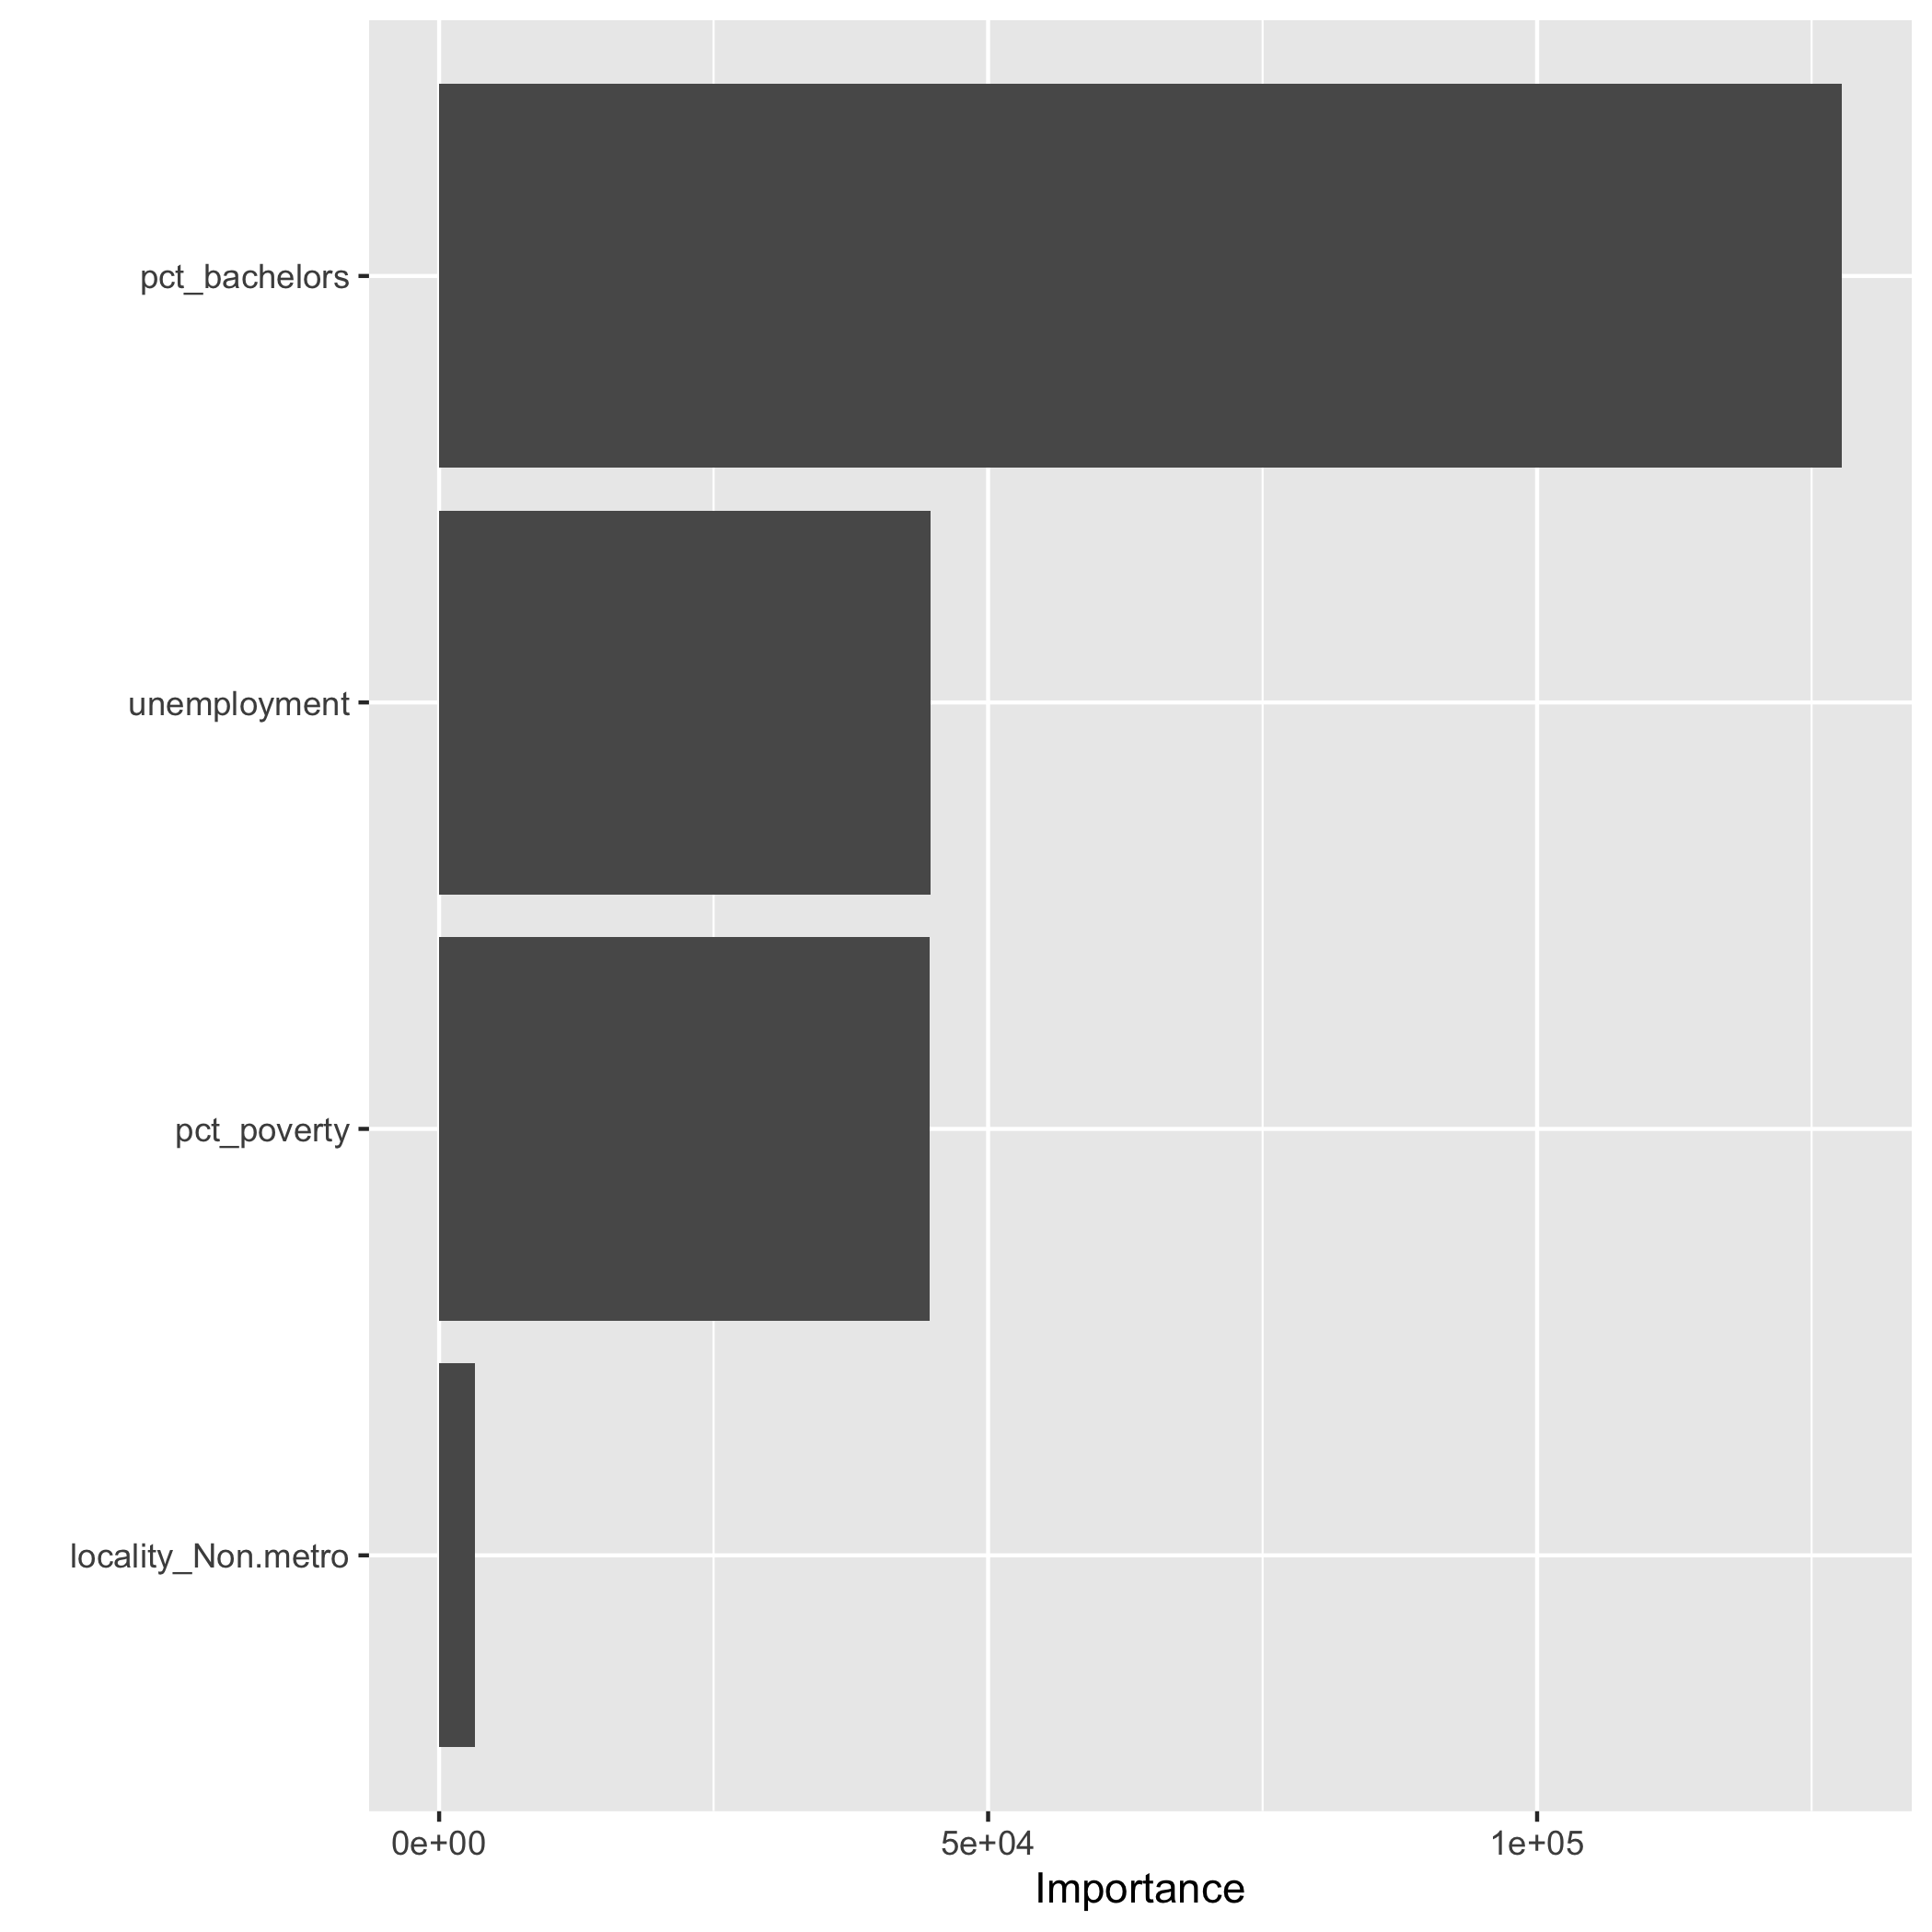 pct_bachelors
unemployment
pct_poverty
locality_Non.metro
0e+00 5e+04 1e+05
Importance